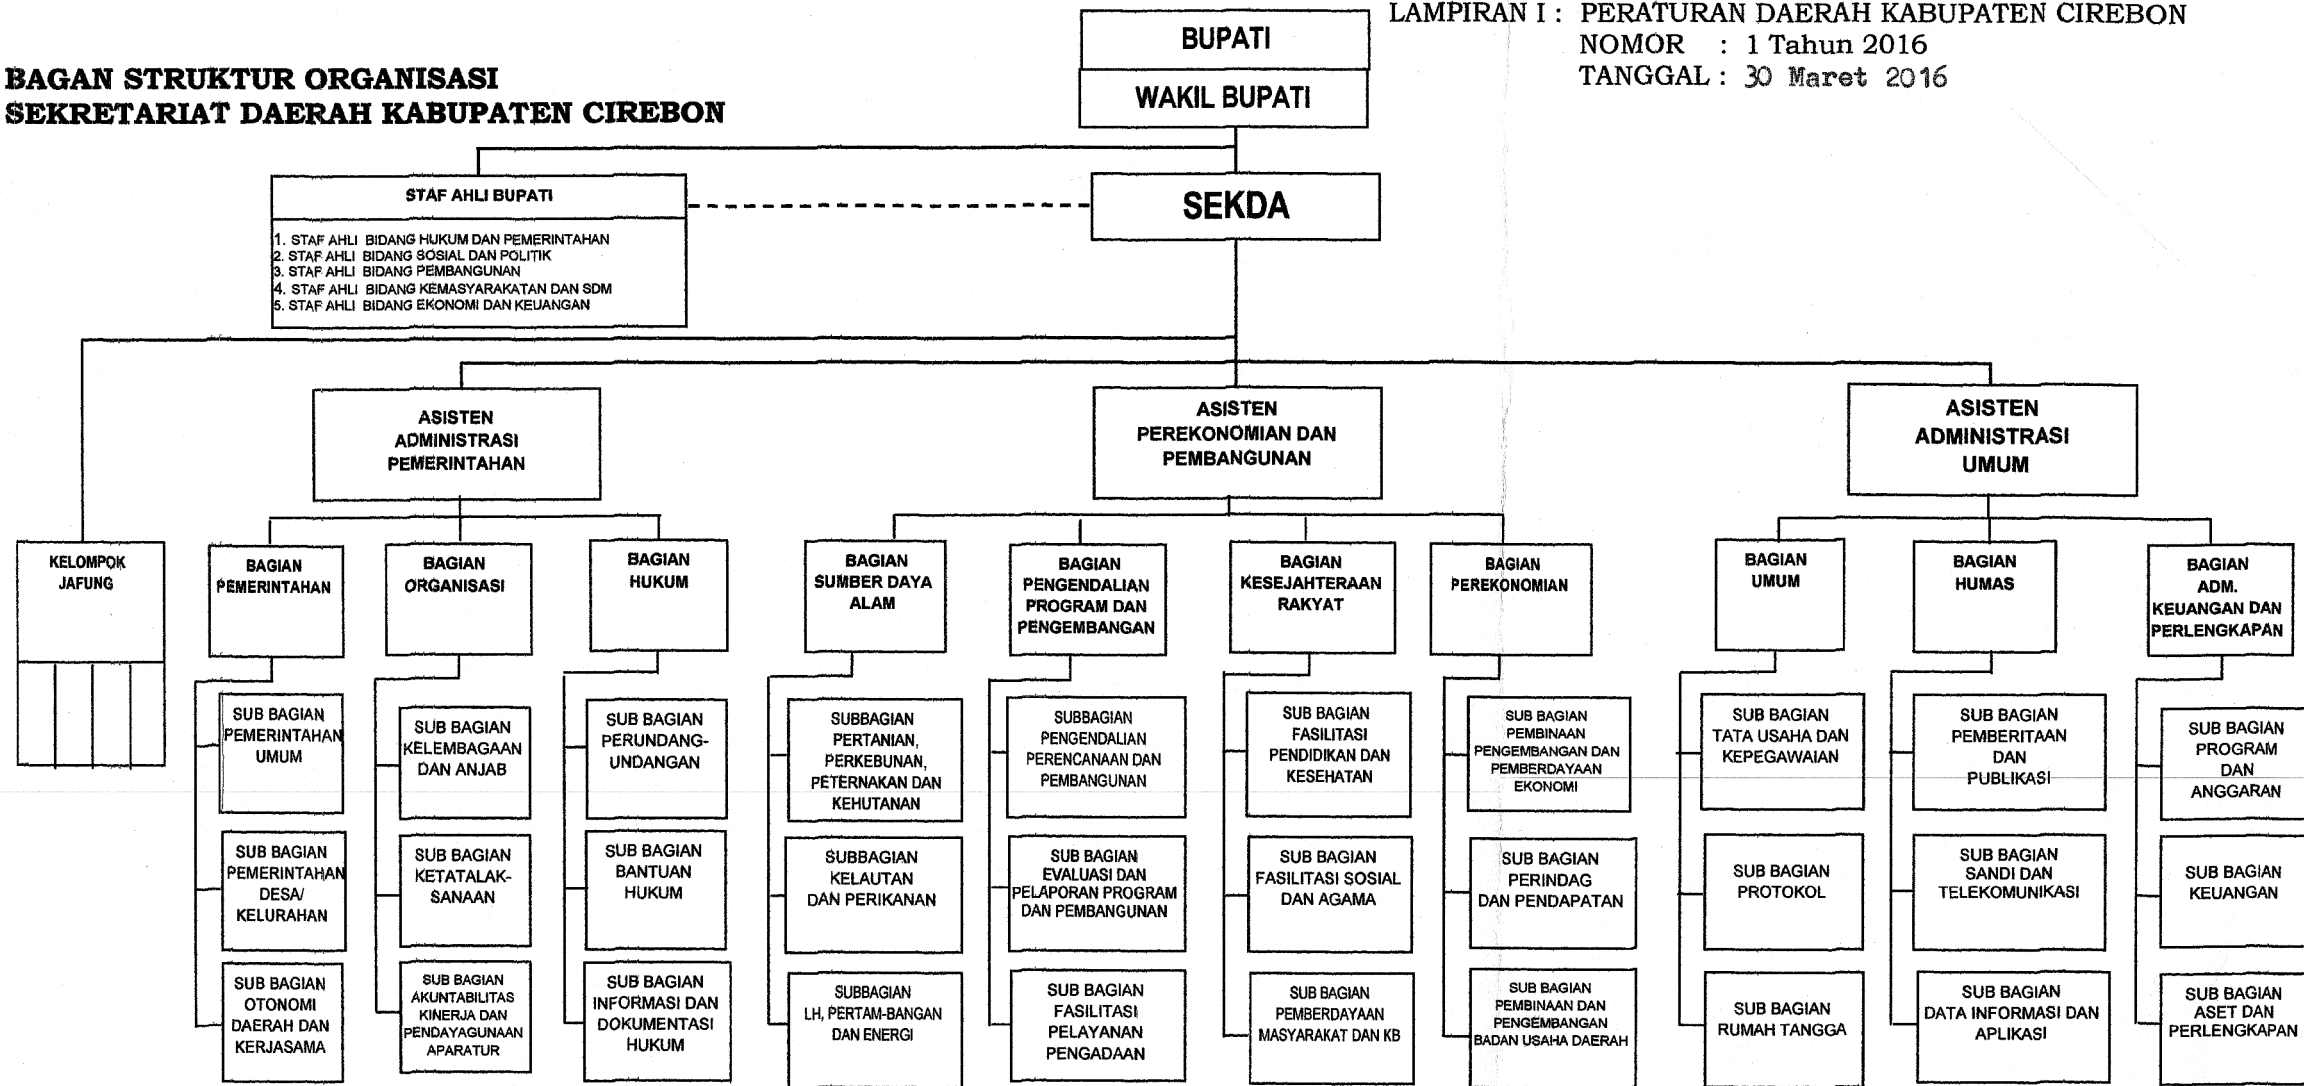 LAMPIRAN I : PERATURAN DAERAH KABUPATEN CIREBON
NOMOR : 1 Tahun 2016
TANGGAL : 30 Maret 2016
BAGAN STRUKTUR ORGANISASI
SEKRETARIAT DAERAH KABUPATEN CIREBON
BUPATI
WAKIL BUPATI
STAF AHLI BUPATI
1. STAF AHLI BIDANG HUKUM DAN PEMERINTAHAN
2. STAF AHLI BIDANG SOSIAL DAN POLITIK
3. STAF AHLI BIDANG PEMBANGUNAN
4. STAF AHLI BIDANG KEMASYARAKATAN DAN SDM
5. STAF AHLI BIDANG EKONOMI DAN KEUANGAN
SEKDA
ASISTEN
ADMINISTRASI
PEMERINTAHAN
ASISTEN
PEREKONOMIAN DAN
PEMBANGUNAN
ASISTEN
ADMINISTRASI
UMUM
KELOMPOK
JAFUNG
BAGIAN
PEMERINTAHAN
BAGIAN
ORGANISASI
BAGIAN
HUKUM
BAGIAN
SUMBER DAYA
ALAM
BAGIAN
PENGENDALIAN
PROGRAM DAN
PENGEMBANGAN
BAGIAN
KESEJAHTERAAN
RAKYAT
BAGIAN
PEREKONOMIAN
BAGIAN
UMUM
BAGIAN
HUMAS
BAGIAN
ADM.
KEUANGAN DAN
PERLENGKAPAN
SUB BAGIAN
PEMERINTAHAN
UMUM
SUB BAGIAN
KELEMBAGAAN
DAN ANJAB
SUB BAGIAN
PERUNDANG-
UNDANGAN
SUBBAGIAN
PERTANIAN,
PERKEBUNAN,
PETERNAKAN DAN
KEHUTANAN
SUBBAGIAN
PENGENDALIAN
PERENCANAAN DAN
PEMBANGUNAN
SUB BAGIAN
FASILITASI
PENDIDIKAN DAN
KESEHATAN
SUB BAGIAN
PEMBINAAN
PENGEMBANGAN DAN
PEMBERDAYAAN
EKONOMI
SUB BAGIAN
TATA USAHA DAN
KEPEGAWAIAN
SUB BAGIAN
PEMBERITAAN
DAN
PUBLIKASI
SUB BAGIAN
PROGRAM
DAN
ANGGARAN
SUB BAGIAN
PEMERINTAHAN
DESA/
KELURAHAN
SUB BAGIAN
KETATALAK-
SANAAN
SUB BAGIAN
BANTUAN
HUKUM
SUBBAGIAN
KELAUTAN
DAN PERIKANAN
SUB BAGIAN
EVALUASI DAN
PELAPORAN PROGRAM
DAN PEMBANGUNAN
SUB BAGIAN
FASILITASI SOSIAL
DAN AGAMA
SUB BAGIAN
PERINDAG
DAN PENDAPATAN
SUB BAGIAN
PROTOKOL
SUB BAGIAN
SANDI DAN
TELEKOMUNIKASI
SUB BAGIAN
KEUANGAN
SUB BAGIAN
OTONOMI
DAERAH DAN
KERJASAMA
SUB BAGIAN
AKUNTABILITAS
KINERJA DAN
PENDAYAGUNAAN
APARATUR
SUB BAGIAN
INFORMASI DAN
DOKUMENTASI
HUKUM
SUBBAGIAN
LH, PERTAM-BANGAN
DAN ENERGI
SUB BAGIAN
FASILITASI
PELAYANAN
PENGADAAN
SUB BAGIAN
PEMBERDAYAAN
MASYARAKAT DAN KB
SUB BAGIAN
PEMBINAAN DAN
PENGEMBANGAN
BADAN USAHA DAERAH
SUB BAGIAN
RUMAH TANGGA
SUB BAGIAN
DATA INFORMASI DAN
APLIKASI
SUB BAGIAN
ASET DAN
PERLENGKAPAN